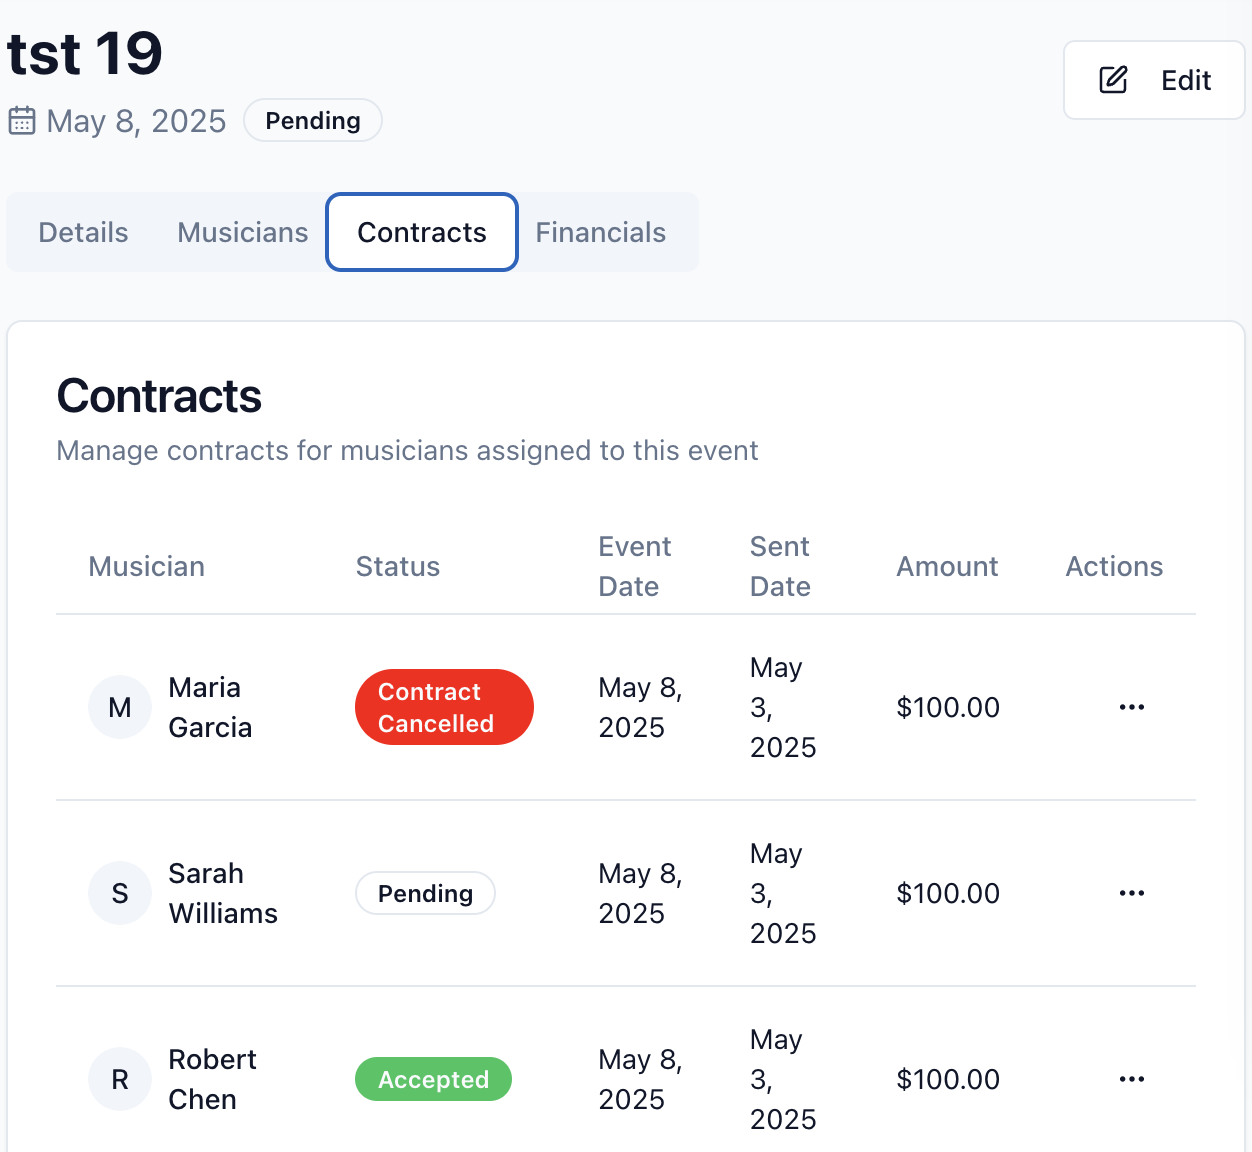 tst 19
Edit
May 8, 2025 Pending
Details Musicians Contracts Financials
Contracts
Manage contracts for musicians assigned to this event
Musician Status Event Date Sent Date Amount Actions
M Maria Garcia Contract Cancelled May 8, 2025 May 3, 2025 $100.00 ...
S Sarah Williams Pending May 8, 2025 May 3, 2025 $100.00 ...
R Robert Chen Accepted May 8, 2025 May 3, 2025 $100.00 ...